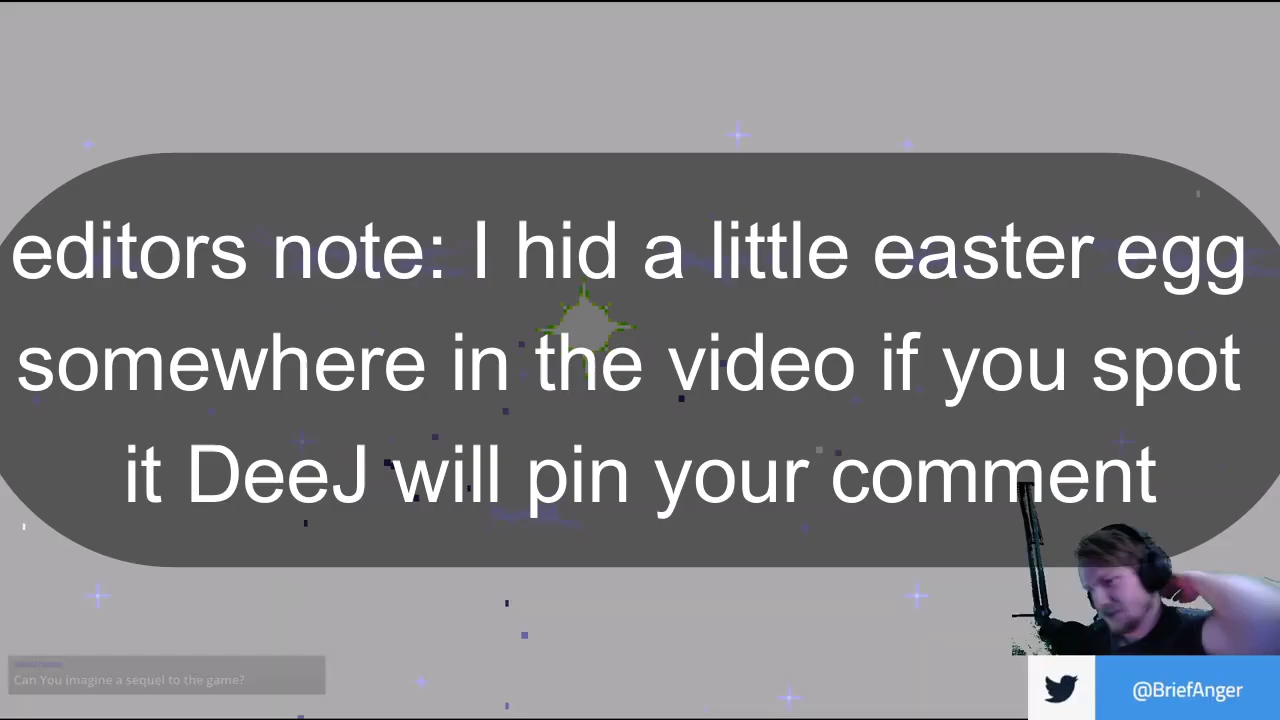 editors note: I hid a little easter egg
somewhere in the video if you spot
it DeeJ will pin your comment
Can You imagine a sequel to the game?
@BriefAnger